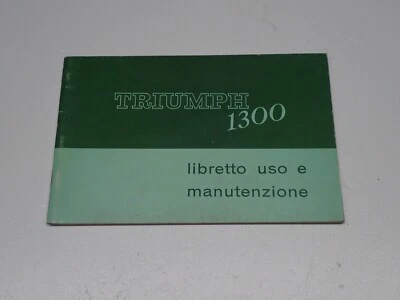 TRIUMPH
1300
libretto uso e
manutenzione